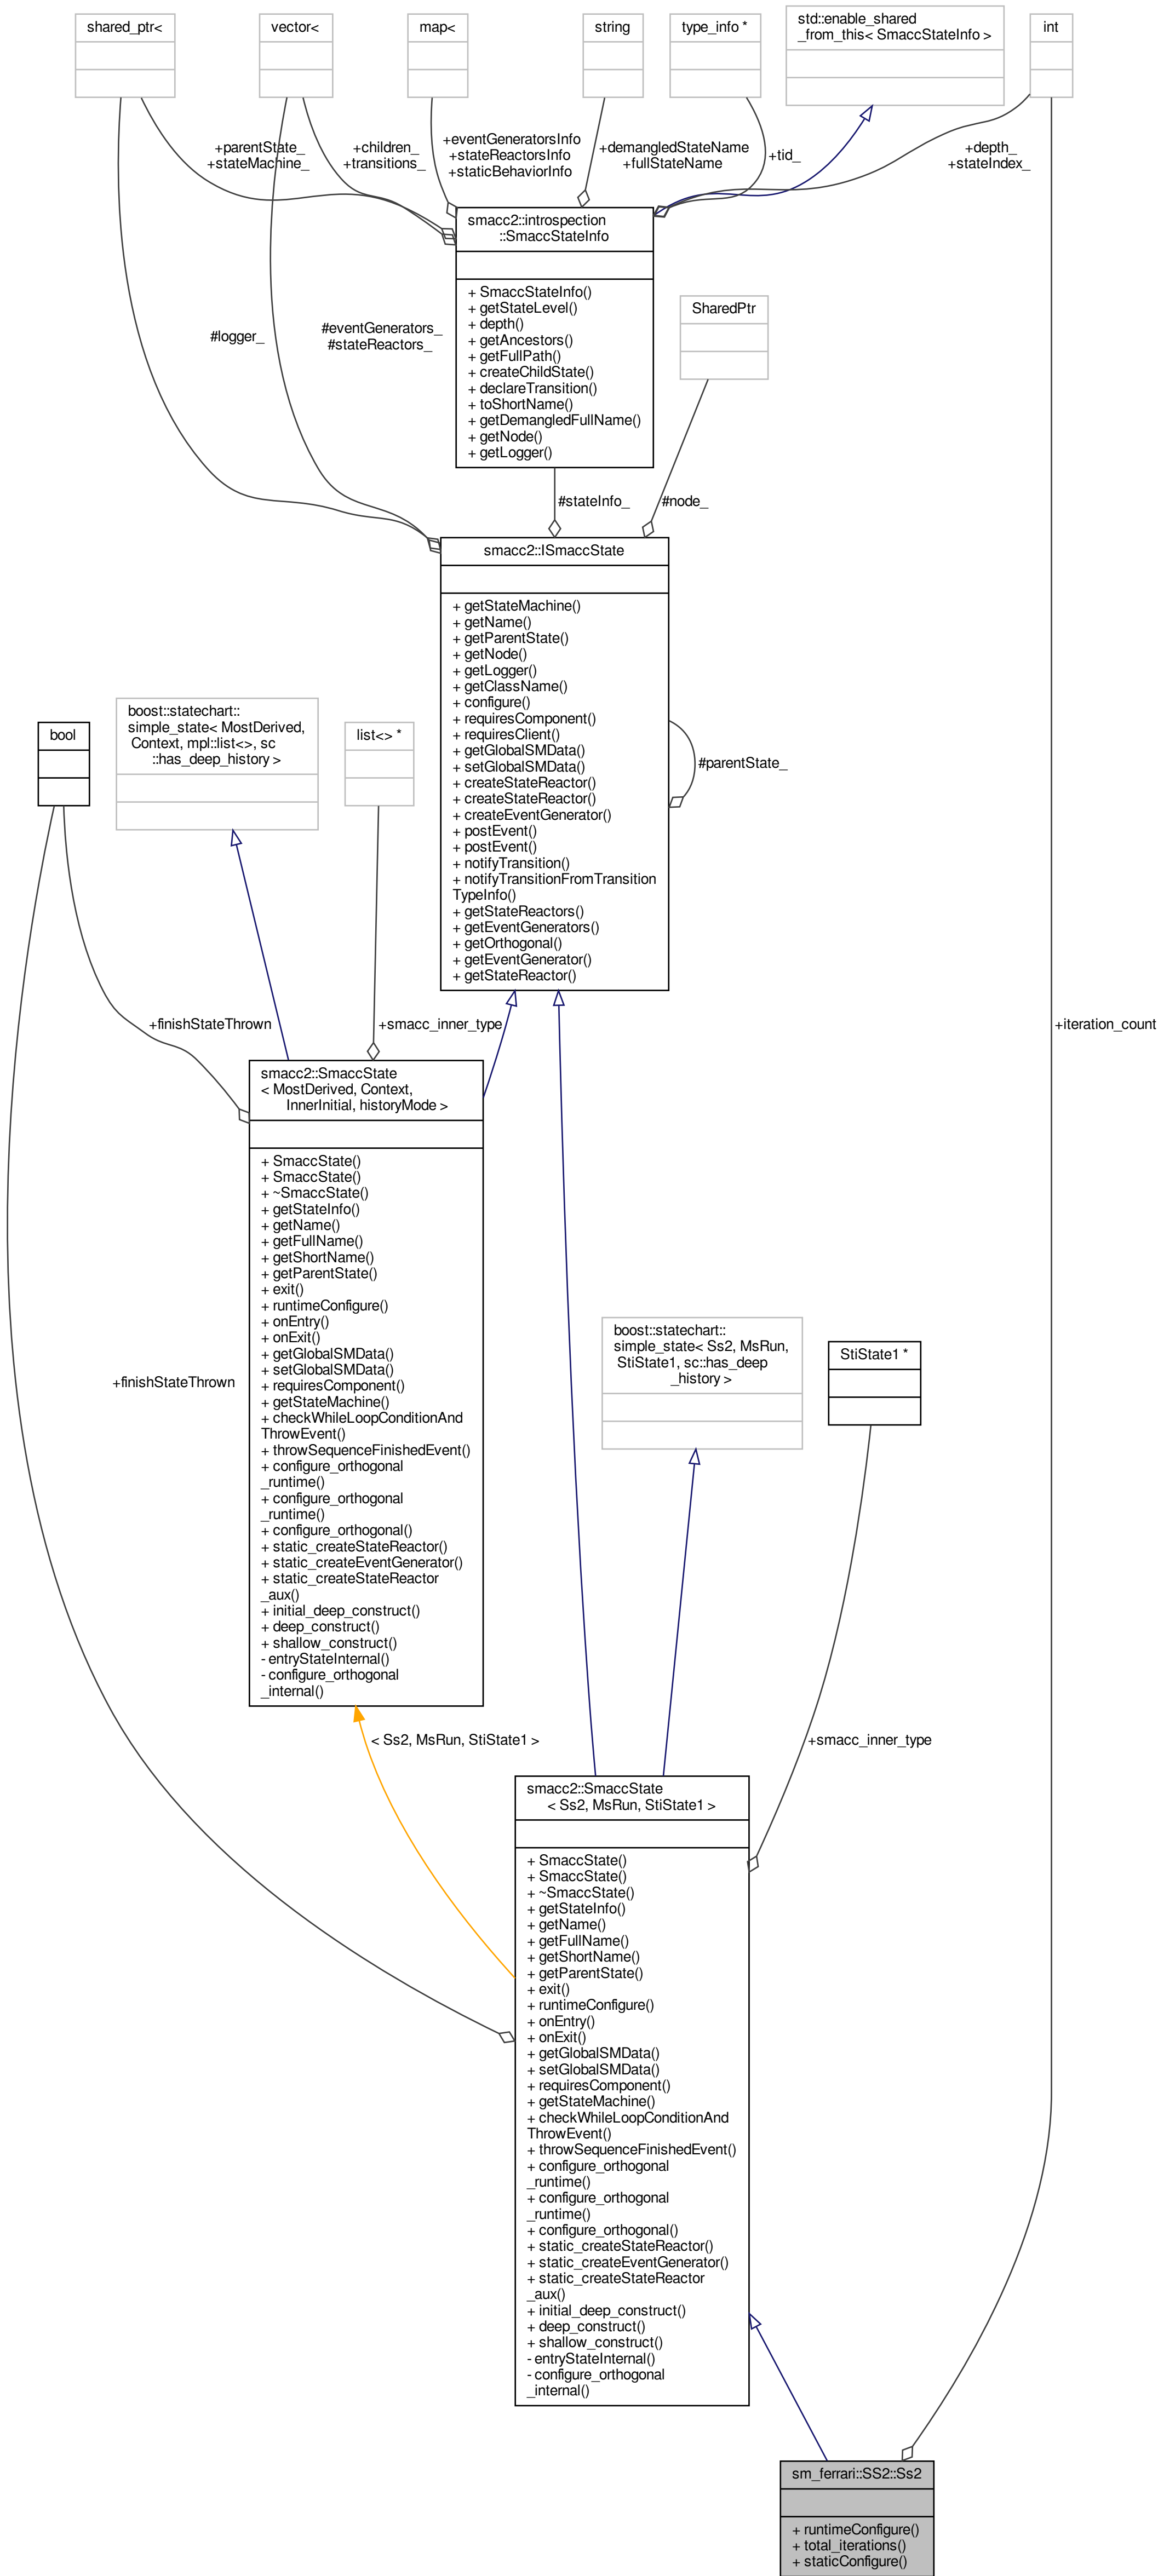 shared_ptr<
vector<
map<
string
type_info *
std::enable_shared
_from_this< SmaccStateInfo >
int
+parentState_
+stateMachine_
+children_
+transitions_
+eventGeneratorsInfo
+stateReactorsInfo
+staticBehaviorInfo
+demangledStateName
+fullStateName
+tid_
+depth_
+stateIndex_
smacc2::introspection
::SmaccStateInfo
+ SmaccStateInfo()
+ getStateLevel()
+ depth()
+ getAncestors()
+ getFullPath()
+ createChildState()
+ declareTransition()
+ toShortName()
+ getDemangledFullName()
+ getNode()
+ getLogger()
SharedPtr
#logger_
#eventGenerators_
#stateReactors_
#stateInfo_
#node_
smacc2::ISmaccState
+ getStateMachine()
+ getName()
+ getParentState()
+ getNode()
+ getLogger()
+ getClassName()
+ configure()
+ requiresComponent()
+ requiresClient()
+ getGlobalSMData()
+ setGlobalSMData()
+ createStateReactor()
+ createStateReactor()
+ createEventGenerator()
+ postEvent()
+ postEvent()
+ notifyTransition()
+ notifyTransitionFromTransition
TypeInfo()
+ getStateReactors()
+ getEventGenerators()
+ getOrthogonal()
+ getEventGenerator()
+ getStateReactor()
#parentState_
bool
boost::statechart::
simple_state< MostDerived,
Context, mpl::list<>, sc
::has_deep_history >
list<> *
+finishStateThrown
+smacc_inner_type
+iteration_count
smacc2::SmaccState
< MostDerived, Context,
InnerInitial, historyMode >
+ SmaccState()
+ SmaccState()
+ ~SmaccState()
+ getStateInfo()
+ getName()
+ getFullName()
+ getShortName()
+ getParentState()
+ exit()
+ runtimeConfigure()
+ onEntry()
+ onExit()
+ getGlobalSMData()
+ setGlobalSMData()
+ requiresComponent()
+ getStateMachine()
+ checkWhileLoopConditionAnd
ThrowEvent()
+ throwSequenceFinishedEvent()
+ configure_orthogonal
_runtime()
+ configure_orthogonal
_runtime()
+ configure_orthogonal()
+ static_createStateReactor()
+ static_createEventGenerator()
+ static_createStateReactor
_aux()
+ initial_deep_construct()
+ deep_construct()
+ shallow_construct()
- entryStateInternal()
- configure_orthogonal
_internal()
+finishStateThrown
boost::statechart::
simple_state< Ss2, MsRun,
StiState1, sc::has_deep
_history >
StiState1 *
< Ss2, MsRun, StiState1 >
+smacc_inner_type
smacc2::SmaccState
< Ss2, MsRun, StiState1 >
+ SmaccState()
+ SmaccState()
+ ~SmaccState()
+ getStateInfo()
+ getName()
+ getFullName()
+ getShortName()
+ getParentState()
+ exit()
+ runtimeConfigure()
+ onEntry()
+ onExit()
+ getGlobalSMData()
+ setGlobalSMData()
+ requiresComponent()
+ getStateMachine()
+ checkWhileLoopConditionAnd
ThrowEvent()
+ throwSequenceFinishedEvent()
+ configure_orthogonal
_runtime()
+ configure_orthogonal
_runtime()
+ configure_orthogonal()
+ static_createStateReactor()
+ static_createEventGenerator()
+ static_createStateReactor
_aux()
+ initial_deep_construct()
+ deep_construct()
+ shallow_construct()
- entryStateInternal()
- configure_orthogonal
_internal()
sm_ferrari::SS2::Ss2
+ runtimeConfigure()
+ total_iterations()
+ staticConfigure()